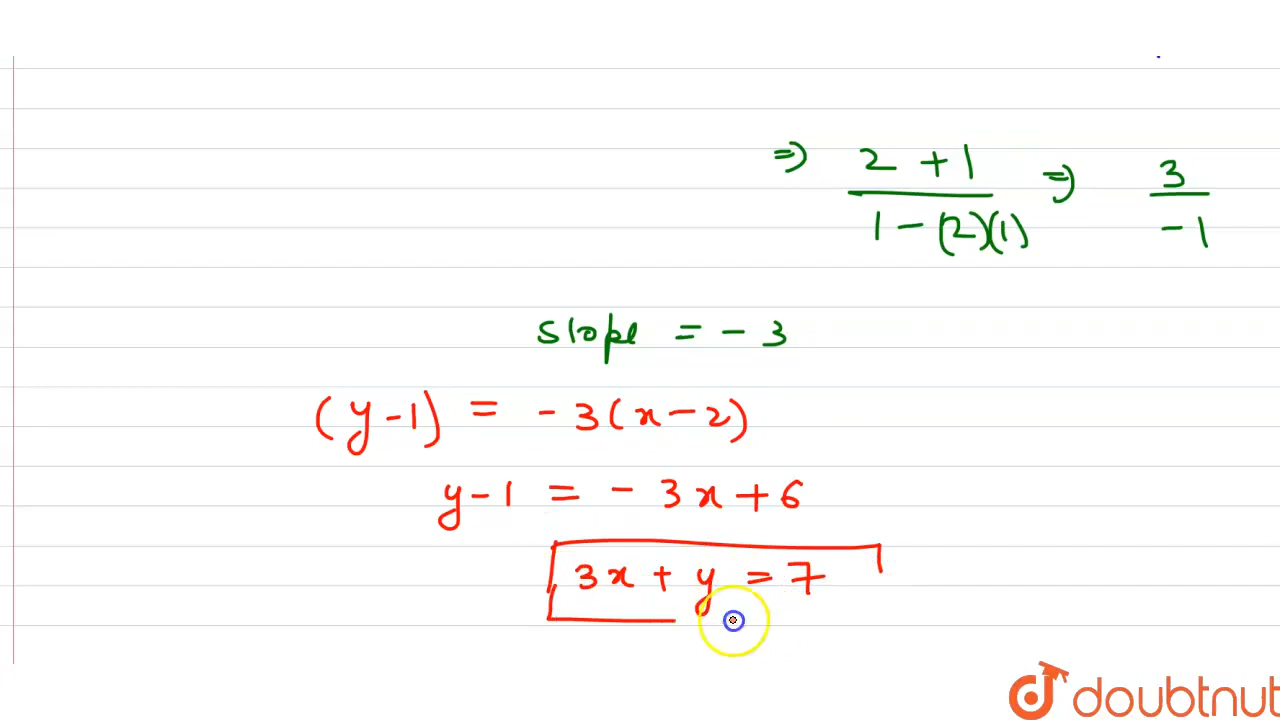 ⇒ 2 + 1 / 1 - (2)(1) ⇒ 3 / -1
slope = - 3
(y - 1) = - 3 (x - 2)
y - 1 = - 3x + 6
3x + y = 7
doubtnut